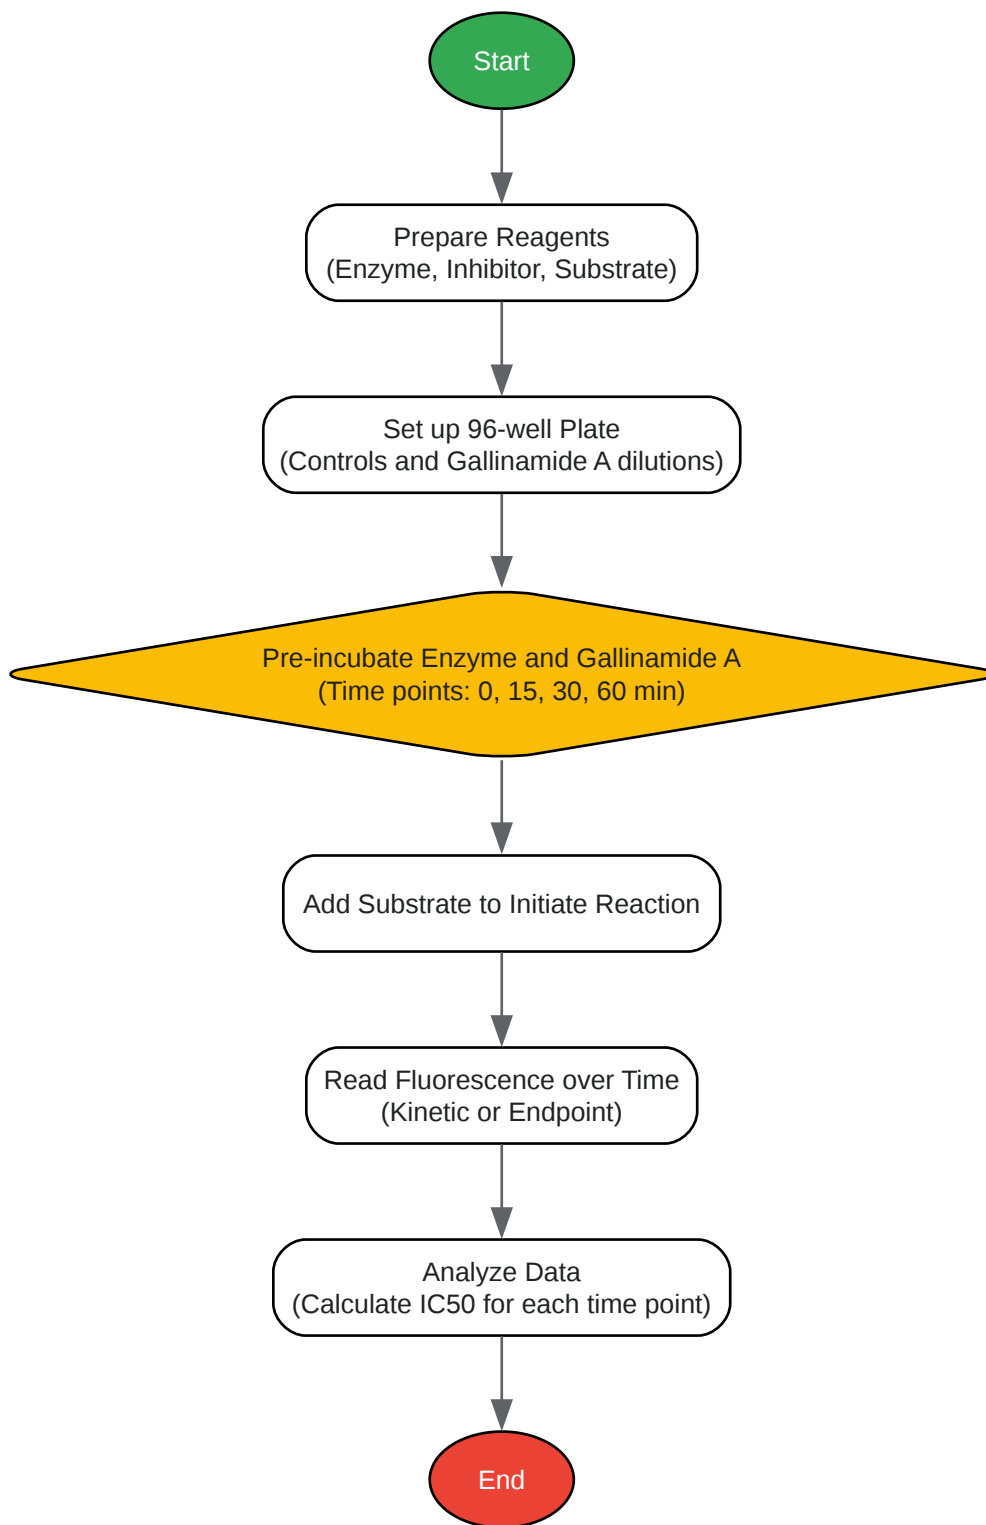 Start
Prepare Reagents
(Enzyme, Inhibitor, Substrate)
Set up 96-well Plate
(Controls and Gallinamide A dilutions)
Pre-incubate Enzyme and Gallinamide A
(Time points: 0, 15, 30, 60 min)
Add Substrate to Initiate Reaction
Read Fluorescence over Time
(Kinetic or Endpoint)
Analyze Data
(Calculate IC50 for each time point)
End